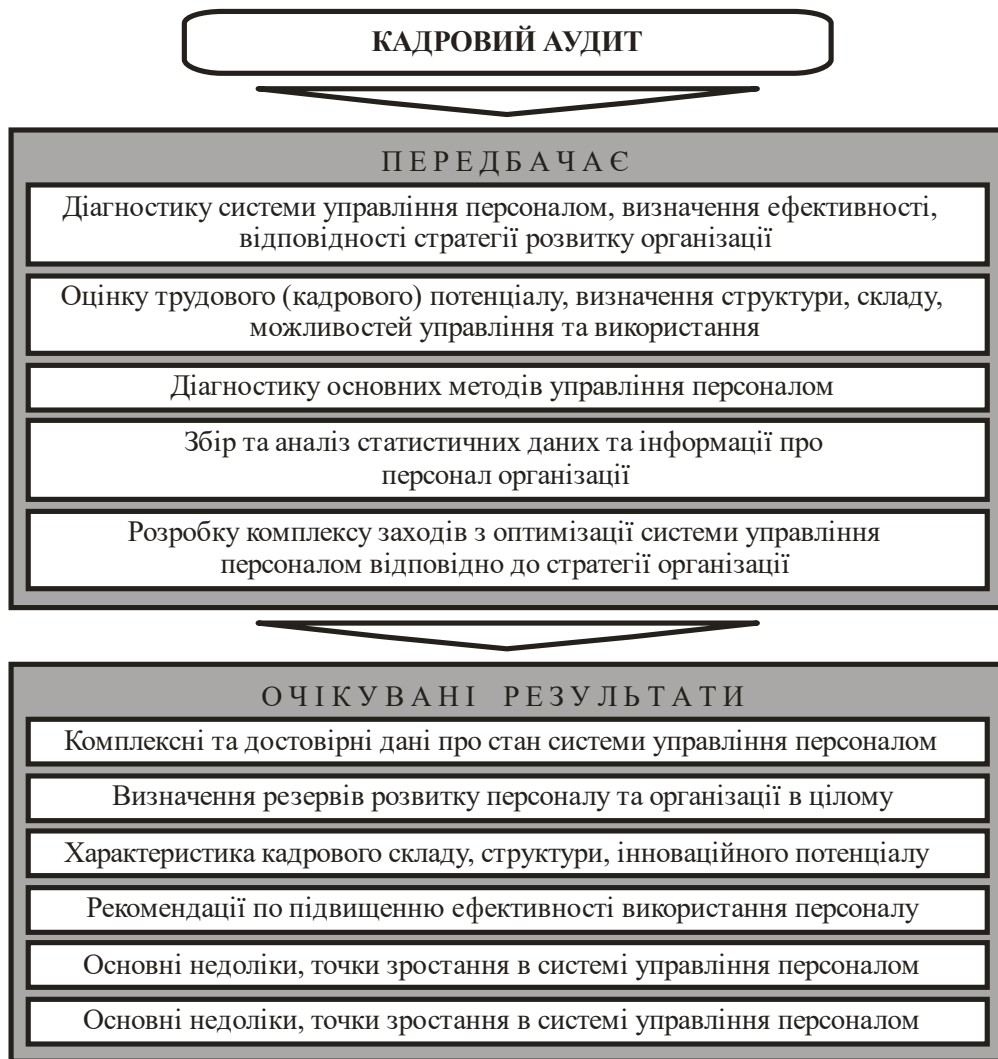 КАДРОВИЙ АУДИТ
ПЕРЕДБАЧАЄ
Діагностику системи управління персоналом, визначення ефективності,
відповідності стратегії розвитку організації
Оцінку трудового (кадрового) потенціалу, визначення структури, складу,
можливостей управління та використання
Діагностику основних методів управління персоналом
Збір та аналіз статистичних даних та інформації про
персонал організації
Розробку комплексу заходів з оптимізації системи управління
персоналом відповідно до стратегії організації
ОЧІКУВАНІ РЕЗУЛЬТАТИ
Комплексні та достовірні дані про стан системи управління персоналом
Визначення резервів розвитку персоналу та організації в цілому
Характеристика кадрового складу, структури, інноваційного потенціалу
Рекомендації по підвищенню ефективності використання персоналу
Основні недоліки, точки зростання в системі управління персоналом
Основні недоліки, точки зростання в системі управління персоналом